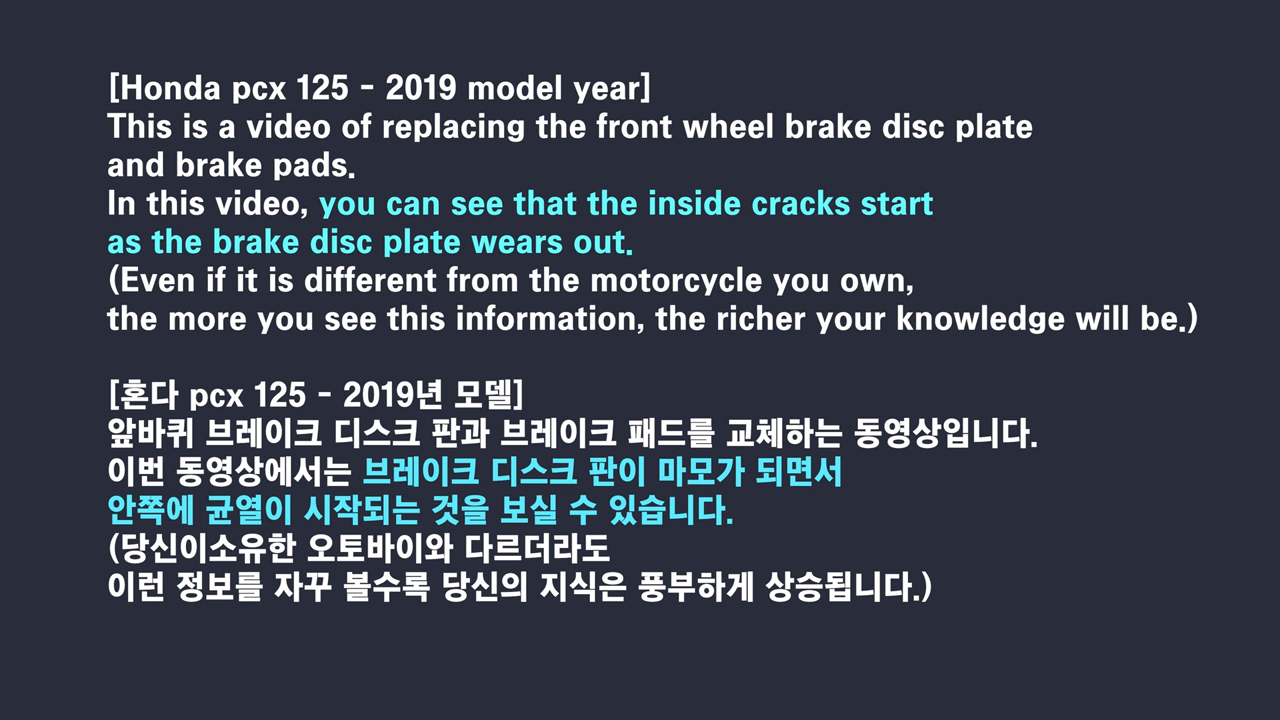 [Honda pcx 125 - 2019 model year]
This is a video of replacing the front wheel brake disc plate
and brake pads.
In this video, you can see that the inside cracks start
as the brake disc plate wears out.
(Even if it is different from the motorcycle you own,
the more you see this information, the richer your knowledge will be.)
[혼다 pcx 125 - 2019년 모델]
앞바퀴 브레이크 디스크 판과 브레이크 패드를 교체하는 동영상입니다.
이번 동영상에서는 브레이크 디스크 판이 마모가 되면서
안쪽에 균열이 시작되는 것을 보실 수 있습니다.
(당신이소유한 오토바이와 다르더라도
이런 정보를 자꾸 볼수록 당신의 지식은 풍부하게 상승됩니다.)